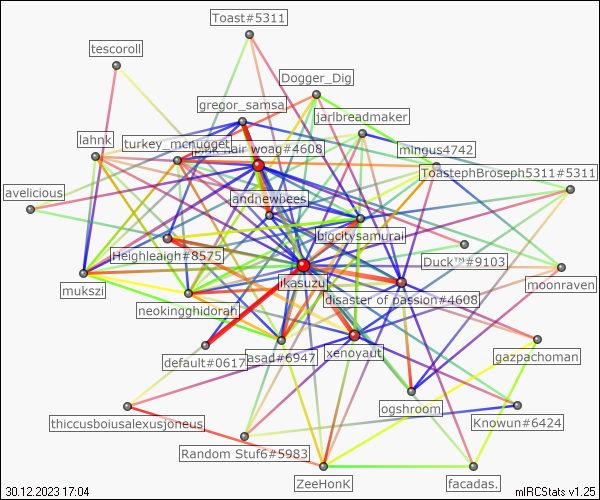 Toast#5311
tescoroll
Dogger_Dig
gregor_samsa
jarlbreadmaker
lahnk
turkey_mcnugget
pink hair woag#4608
mingus4742
ToastephBroseph5311#5311
avelicious
andnewbees
bigcitysamurai
Heighleaigh#8575
Duck™#9103
mukszi
ikasuzu
moonraven
disaster of passion#4608
neokingghidorah
default#0617
asad#6947
xenoyaut
gazpachoman
thiccusboiusalexusjoneus
ogshroom
Knowun#6424
Random Stuf6#5983
ZeeHonK
facadas.
30.12.2023 17:04
mIRCStats v1.25